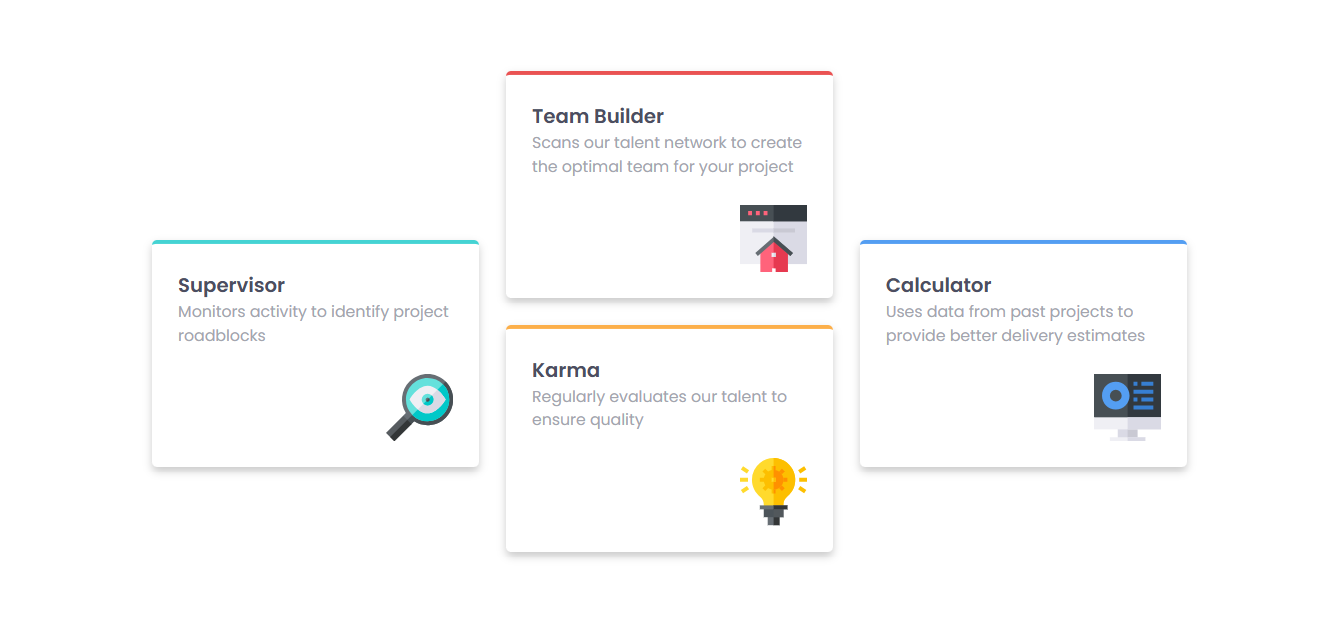 Team Builder
Scans our talent network to create
the optimal team for your project
Supervisor
Monitors activity to identify project
roadblocks
Calculator
Uses data from past projects to
provide better delivery estimates
Karma
Regularly evaluates our talent to
ensure quality